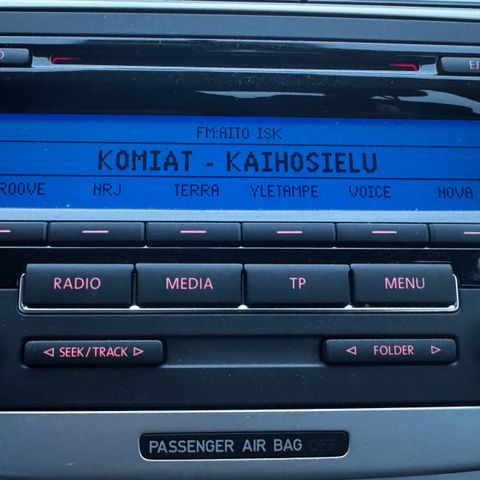 EJ
FM:AITO ISK
KOMIAT - KAIHOSIELU
ROOVE NRJ TERRA YLETAMPE VOICE NOVA
RADIO MEDIA TP MENU
◁ SEEK/TRACK ▷ ◁ FOLDER ▷
PASSENGER AIR BAG OFF